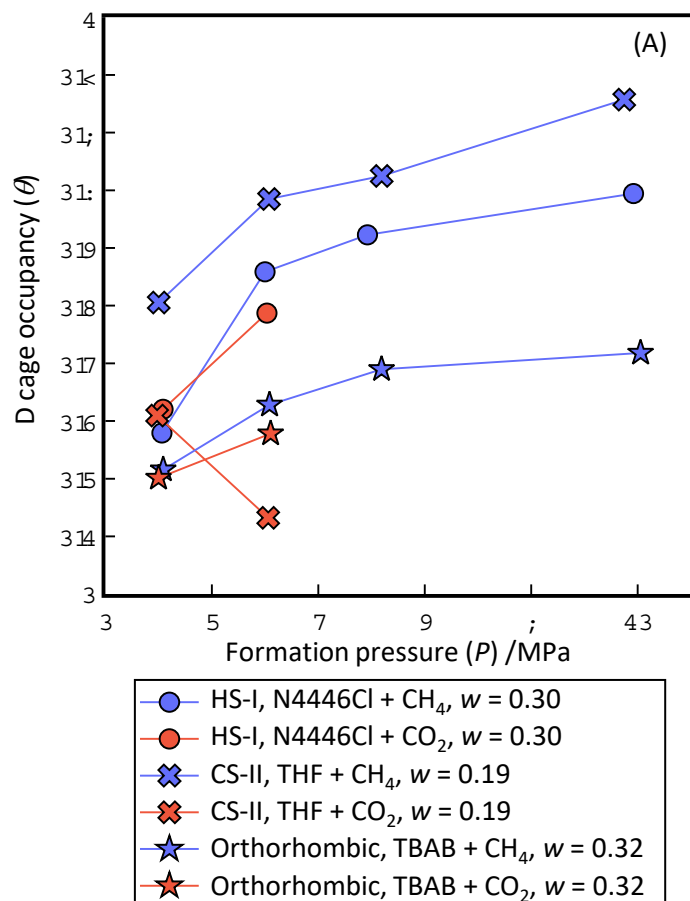 4
(A)
31<
31;
31:
319
318
317
316
315
314
3
D cage occupancy (θ)
3 5 7 9 ; 43
Formation pressure (P) /MPa
HS-I, N4446Cl + CH₄, w = 0.30
HS-I, N4446Cl + CO₂, w = 0.30
CS-II, THF + CH₄, w = 0.19
CS-II, THF + CO₂, w = 0.19
Orthorhombic, TBAB + CH₄, w = 0.32
Orthorhombic, TBAB + CO₂, w = 0.32